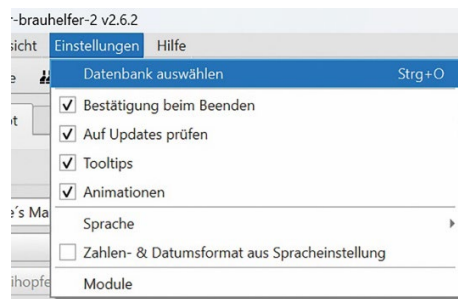 r-brauhelfer-2 v2.6.2
sicht Einstellungen Hilfe
Datenbank auswählen Strg+O
Bestätigung beim Beenden
Auf Updates prüfen
Tooltips
Animationen
e´s Ma
Sprache
Zahlen- & Datumsformat aus Spracheinstellung
ihopfe
Module